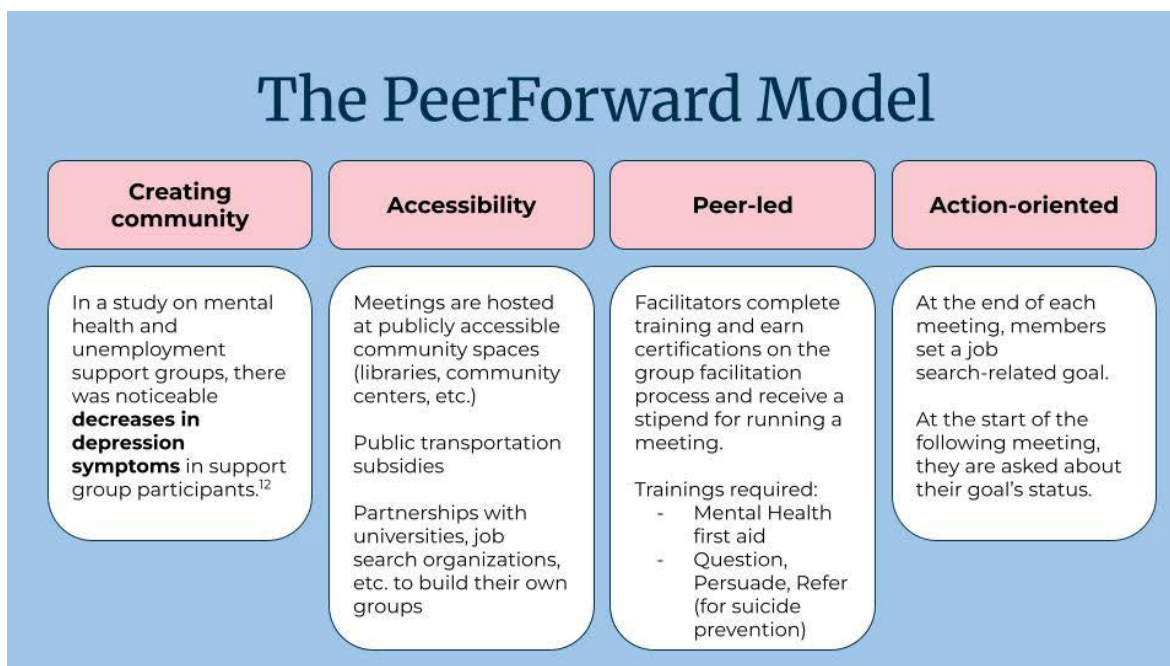 The PeerForward Model
Creating
community
In a study on mental
health and
unemployment
support groups, there
was noticeable
decreases in
depression
symptoms in support
group participants.12
Accessibility
Meetings are hosted
at publicly accessible
community spaces
(libraries, community
centers, etc.)
Public transportation
subsidies
Partnerships with
universities, job
search organizations,
etc. to build their own
groups
Peer-led
Facilitators complete
training and earn
certifications on the
group facilitation
process and receive a
stipend for running a
meeting.
Trainings required:
- Mental Health
first aid
- Question,
Persuade, Refer
(for suicide
prevention)
Action-oriented
At the end of each
meeting, members
set a job
search-related goal.
At the start of the
following meeting,
they are asked about
their goal's status.